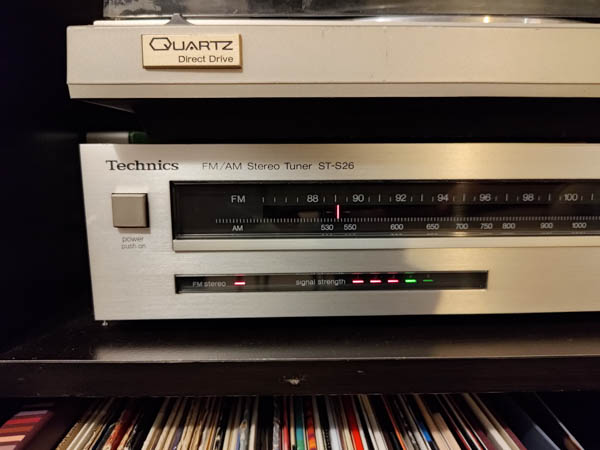 QUARTZ
Direct Drive
Technics FM/AM Stereo Tuner ST-S26
FM 88 90 92 94 96 98 100
AM 530 550 600 650 700 750 800 900 1000
power
push on
FM stereo signal strength